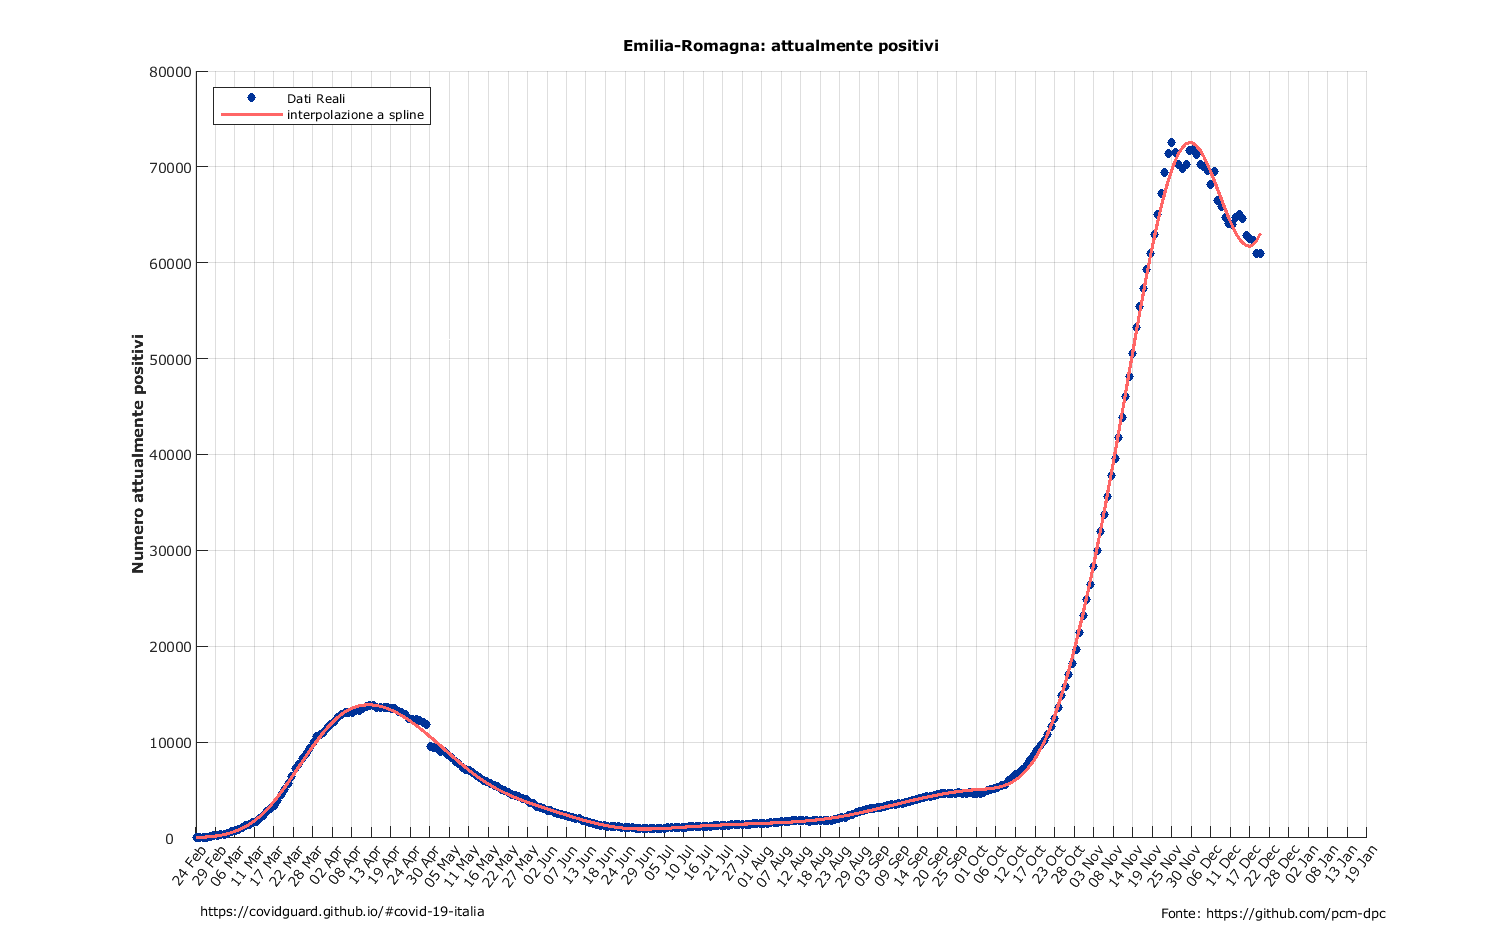 Emilia-Romagna: attualmente positivi
80000
70000
60000
50000
40000
30000
20000
10000
0
Dati Reali
interpolazione a spline
Numero attualmente positivi
24 Feb
29 Feb
06 Mar
11 Mar
17 Mar
22 Mar
28 Mar
02 Apr
08 Apr
13 Apr
19 Apr
24 Apr
30 Apr
05 May
11 May
16 May
22 May
27 May
02 Jun
07 Jun
13 Jun
18 Jun
24 Jun
29 Jun
05 Jul
10 Jul
16 Jul
21 Jul
27 Jul
01 Aug
07 Aug
12 Aug
18 Aug
23 Aug
29 Aug
03 Sep
09 Sep
14 Sep
20 Sep
25 Sep
01 Oct
06 Oct
12 Oct
17 Oct
23 Oct
28 Oct
03 Nov
08 Nov
14 Nov
19 Nov
25 Nov
30 Nov
06 Dec
11 Dec
17 Dec
22 Dec
28 Dec
02 Jan
08 Jan
13 Jan
19 Jan
https://covidguard.github.io/#covid-19-italia
Fonte: https://github.com/pcm-dpc